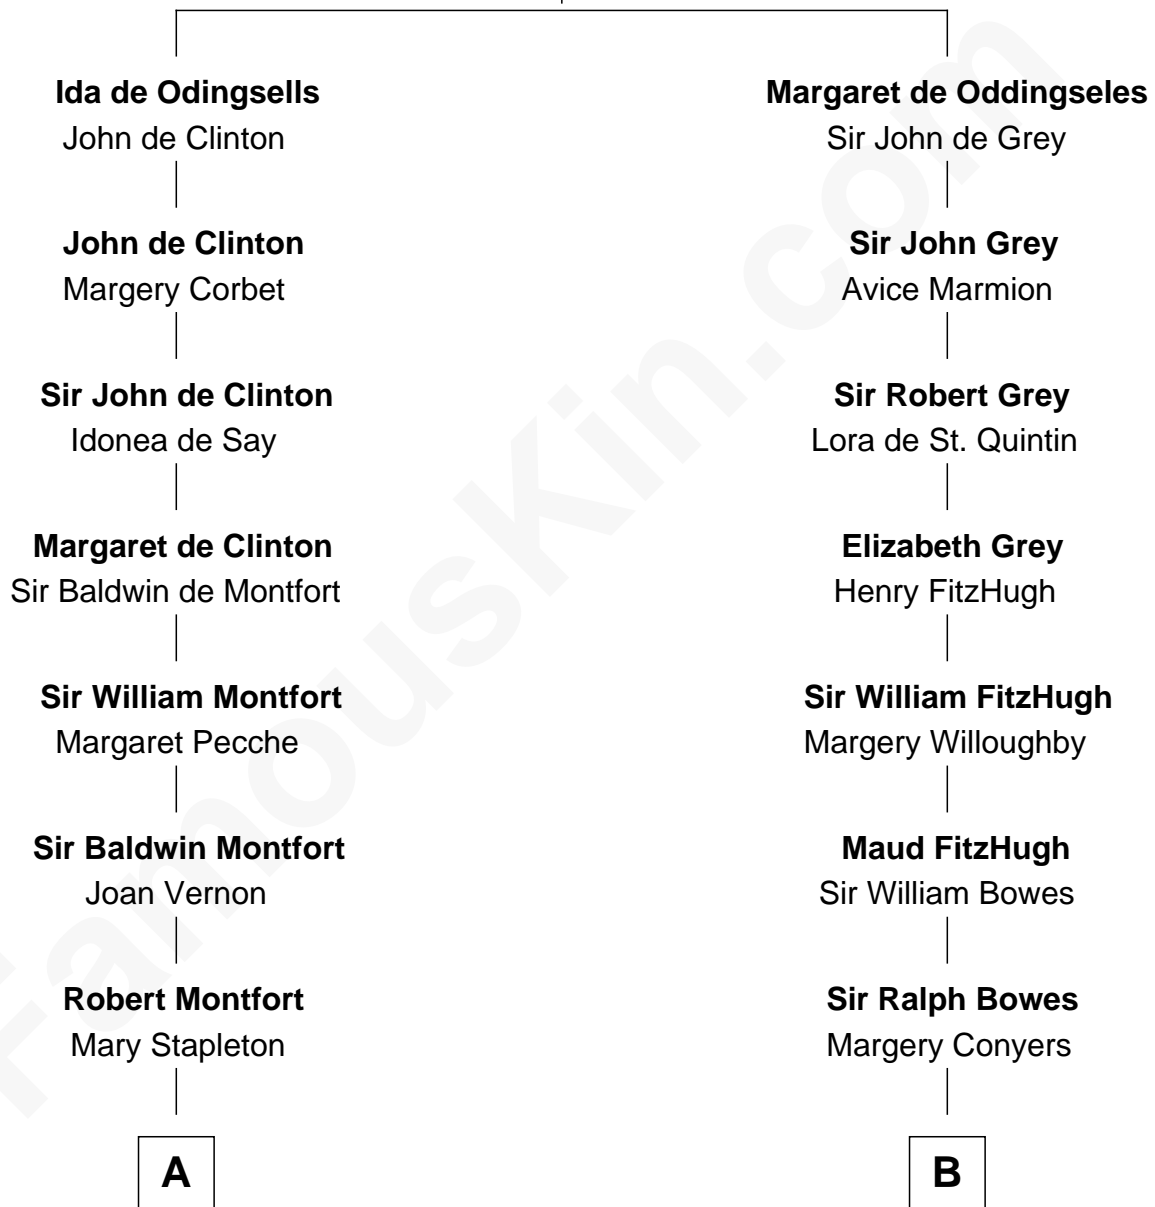 Ida de Odingsells
John de Clinton
John de Clinton
Margery Corbet
Sir John de Clinton
Idonea de Say
Margaret de Clinton
Sir Baldwin de Montfort
Sir William Montfort
Margaret Pecche
Sir Baldwin Montfort
Joan Vernon
Robert Montfort
Mary Stapleton
A
Margaret de Oddingseles
Sir John de Grey
Sir John Grey
Avice Marmion
Sir Robert Grey
Lora de St. Quintin
Elizabeth Grey
Henry FitzHugh
Sir William FitzHugh
Margery Willoughby
Maud FitzHugh
Sir William Bowes
Sir Ralph Bowes
Margery Conyers
B
FamousKin.com